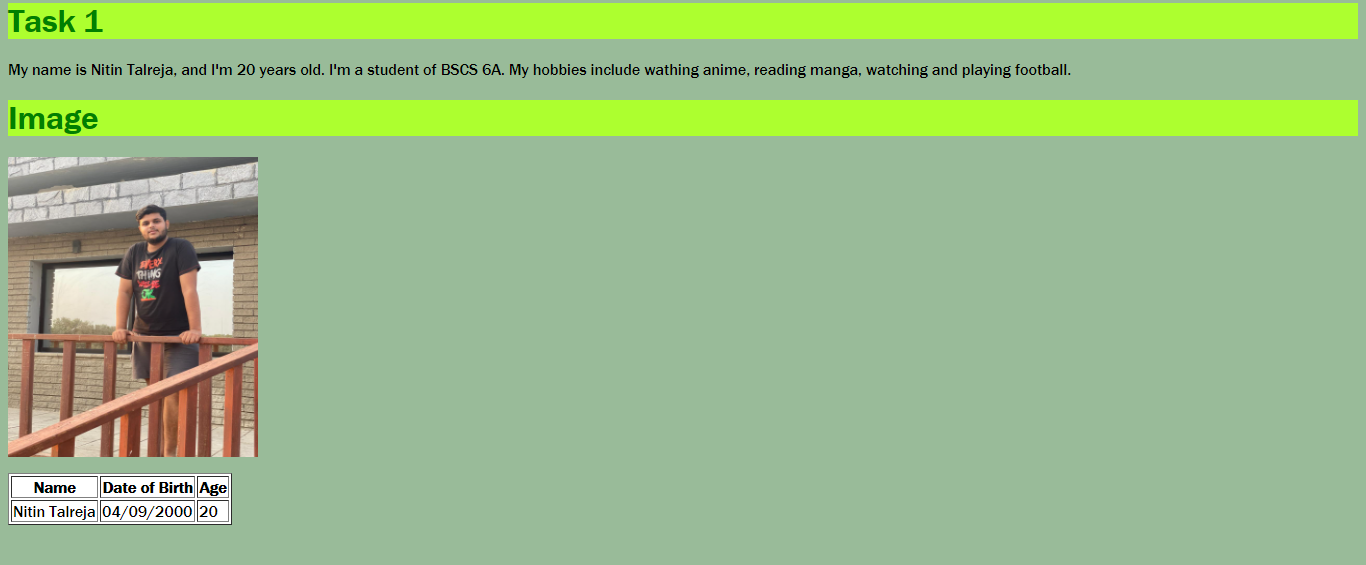 Task 1
My name is Nitin Talreja, and I'm 20 years old. I'm a student of BSCS 6A. My hobbies include wathing anime, reading manga, watching and playing football.
Image
THING
Name Date of Birth Age
Nitin Talreja 04/09/2000 20